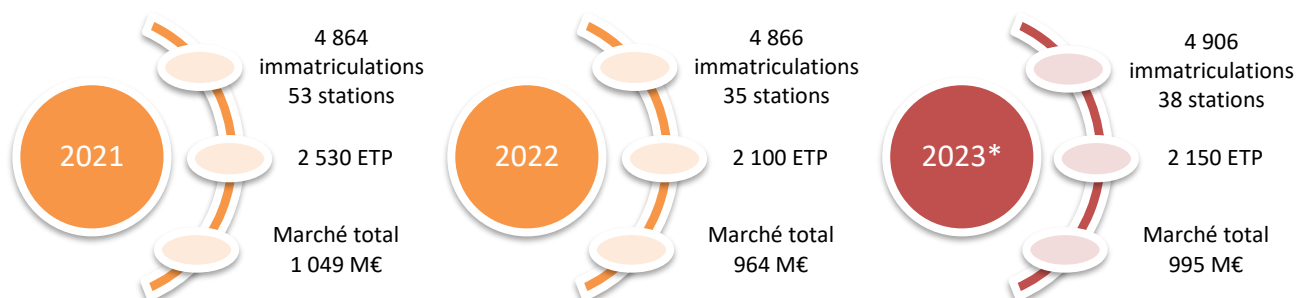 2021
4 864
immatriculations
53 stations
2 530 ETP
Marché total
1 049 M€
2022
4 866
immatriculations
35 stations
2 100 ETP
Marché total
964 M€
2023*
4 906
immatriculations
38 stations
2 150 ETP
Marché total
995 M€